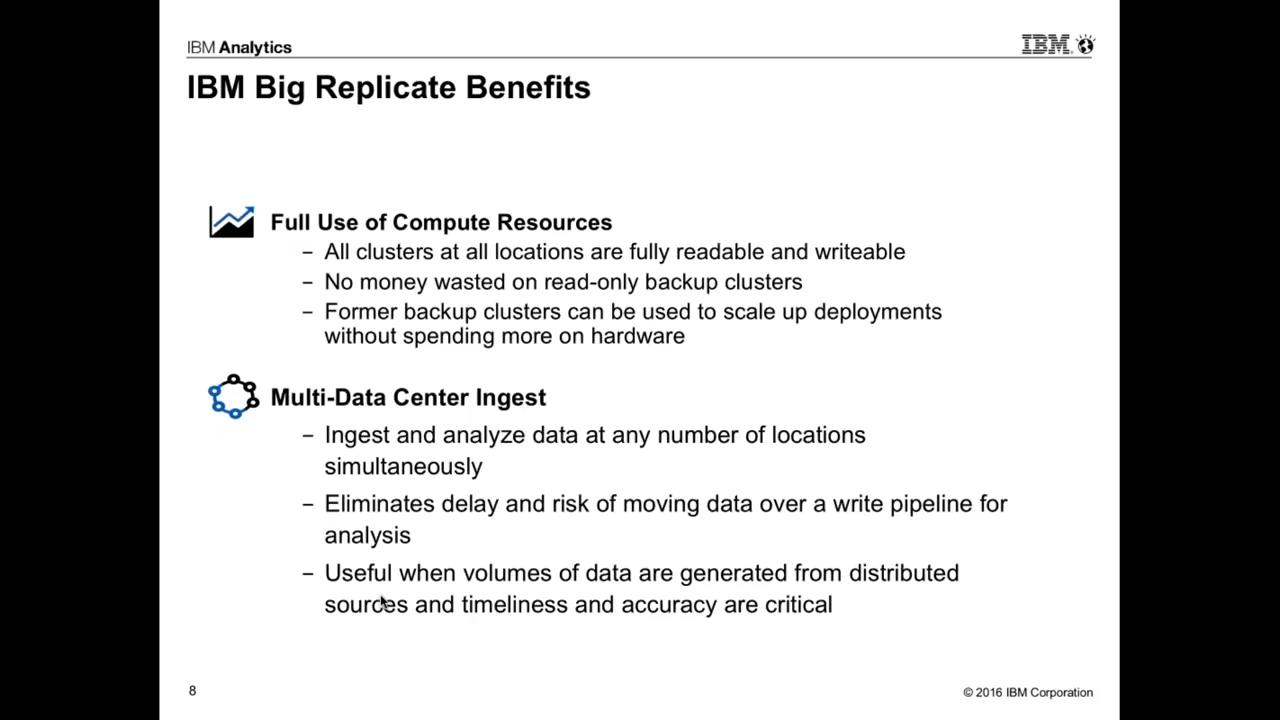 IBM Analytics
IBM
IBM Big Replicate Benefits
Full Use of Compute Resources
– All clusters at all locations are fully readable and writeable
– No money wasted on read-only backup clusters
– Former backup clusters can be used to scale up deployments
without spending more on hardware
Multi-Data Center Ingest
– Ingest and analyze data at any number of locations
simultaneously
– Eliminates delay and risk of moving data over a write pipeline for
analysis
– Useful when volumes of data are generated from distributed
sources and timeliness and accuracy are critical
8
© 2016 IBM Corporation